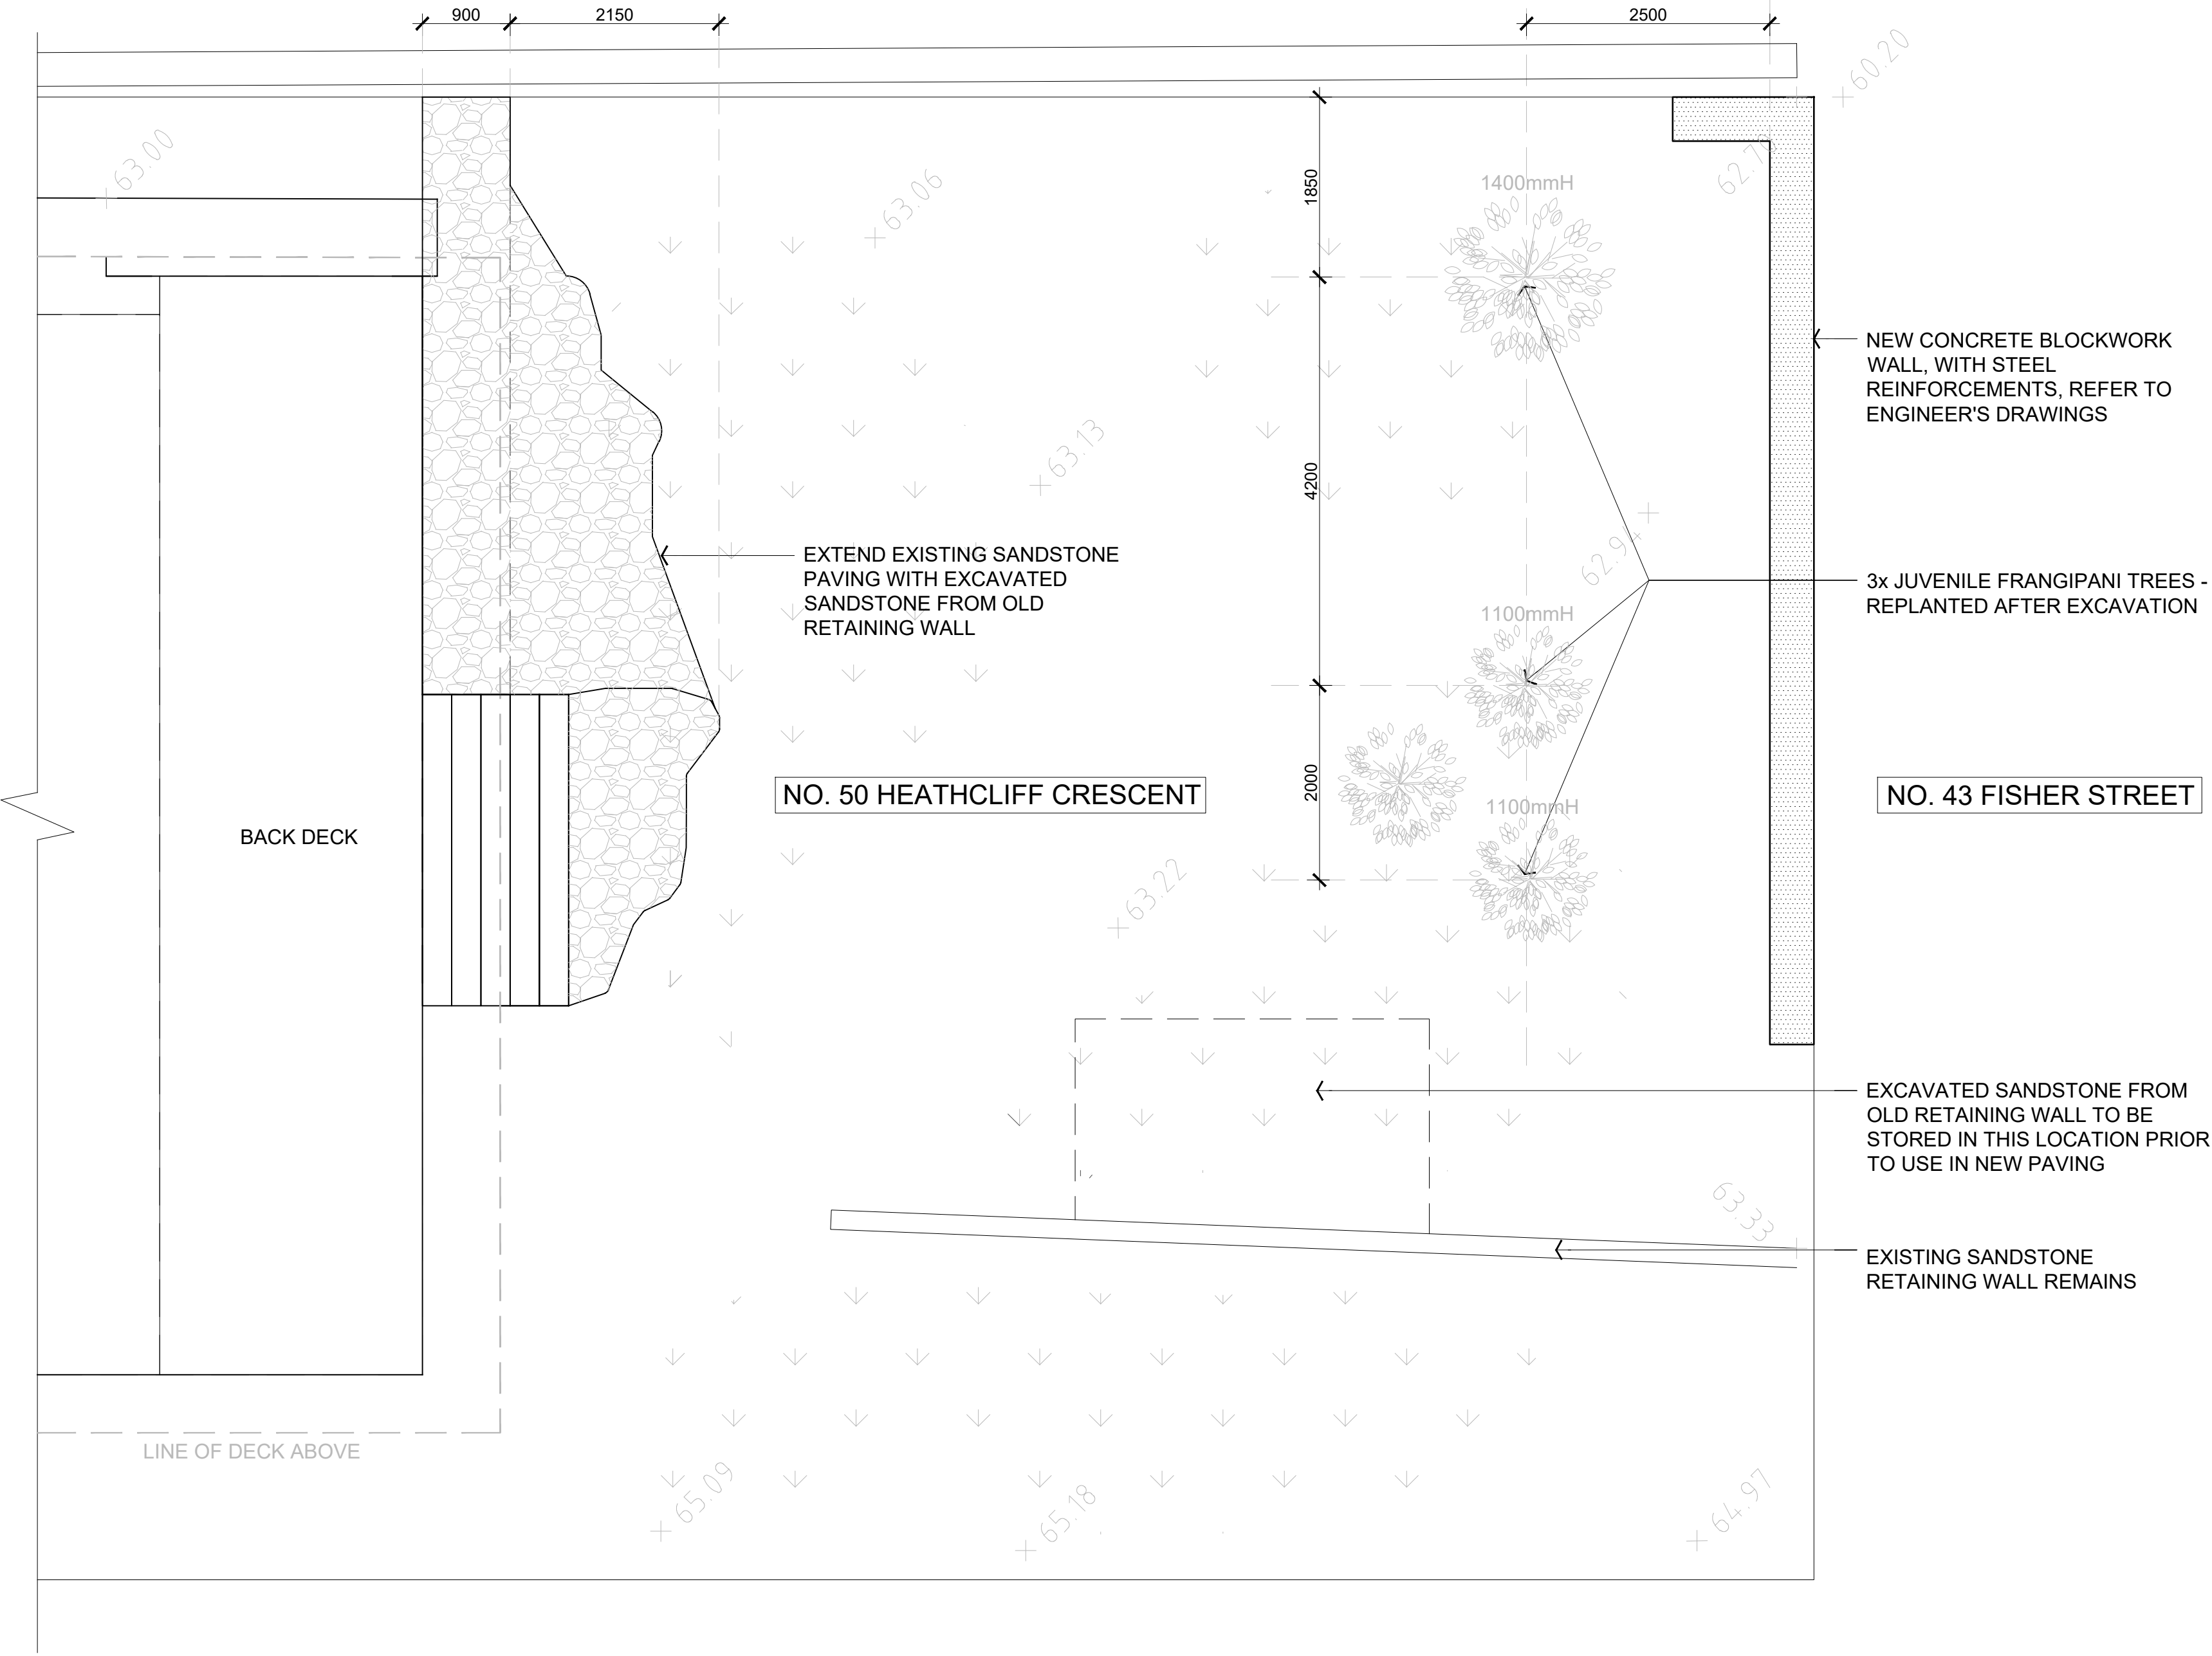 900
2150
2500
60.20
63.00
63.06
1850
1400mmH
62.70
NEW CONCRETE BLOCKWORK
WALL, WITH STEEL
REINFORCEMENTS, REFER TO
ENGINEER'S DRAWINGS
63.13
4200
62.94
EXTEND EXISTING SANDSTONE
PAVING WITH EXCAVATED
SANDSTONE FROM OLD
RETAINING WALL
3x JUVENILE FRANGIPANI TREES -
REPLANTED AFTER EXCAVATION
1100mmH
2000
NO. 50 HEATHCLIFF CRESCENT
1100mmH
NO. 43 FISHER STREET
BACK DECK
63.22
EXCAVATED SANDSTONE FROM
OLD RETAINING WALL TO BE
STORED IN THIS LOCATION PRIOR
TO USE IN NEW PAVING
63.33
EXISTING SANDSTONE
RETAINING WALL REMAINS
LINE OF DECK ABOVE
65.09
65.18
64.97